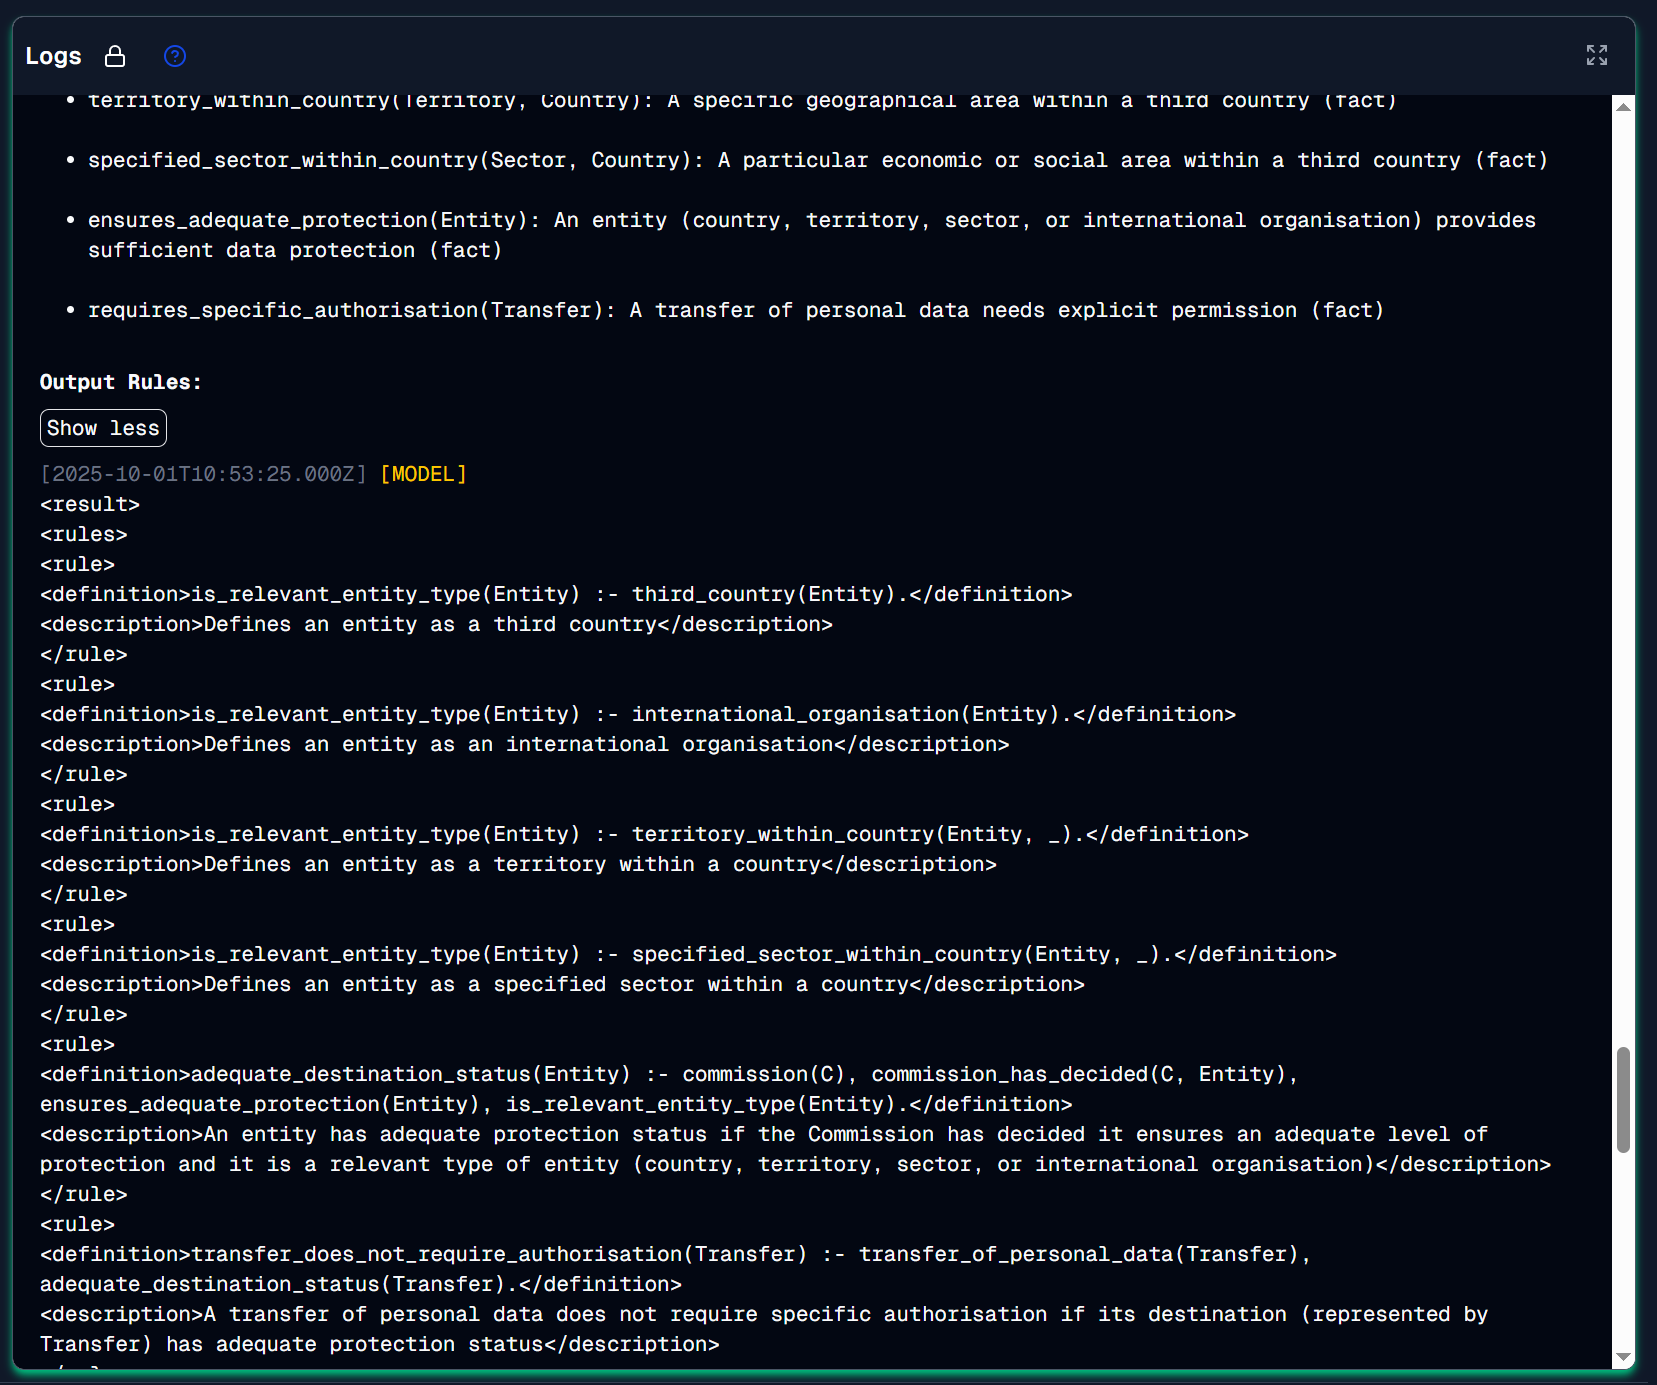 Logs
• territory_within_country(Territory, Country): A specific geographical area within a third country (fact)
• specified_sector_within_country(Sector, Country): A particular economic or social area within a third country (fact)
• ensures_adequate_protection(Entity): An entity (country, territory, sector, or international organisation) provides
sufficient data protection (fact)
• requires_specific_authorisation(Transfer): A transfer of personal data needs explicit permission (fact)
Output Rules:
Show less
[2025-10-01T10:53:25.000Z] [MODEL]
<result>
<rules>
<rule>
<definition>is_relevant_entity_type(Entity) :- third_country(Entity).</definition>
<description>Defines an entity as a third country</description>
</rule>
<rule>
<definition>is_relevant_entity_type(Entity) :- international_organisation(Entity).</definition>
<description>Defines an entity as an international organisation</description>
</rule>
<rule>
<definition>is_relevant_entity_type(Entity) :- territory_within_country(Entity, _).</definition>
<description>Defines an entity as a territory within a country</description>
</rule>
<rule>
<definition>is_relevant_entity_type(Entity) :- specified_sector_within_country(Entity, _).</definition>
<description>Defines an entity as a specified sector within a country</description>
</rule>
<rule>
<definition>adequate_destination_status(Entity) :- commission(C), commission_has_decided(C, Entity),
ensures_adequate_protection(Entity), is_relevant_entity_type(Entity).</definition>
<description>An entity has adequate protection status if the Commission has decided it ensures an adequate level of
protection and it is a relevant type of entity (country, territory, sector, or international organisation)</description>
</rule>
<rule>
<definition>transfer_does_not_require_authorisation(Transfer) :- transfer_of_personal_data(Transfer),
adequate_destination_status(Transfer).</definition>
<description>A transfer of personal data does not require specific authorisation if its destination (represented by
Transfer) has adequate protection status</description>